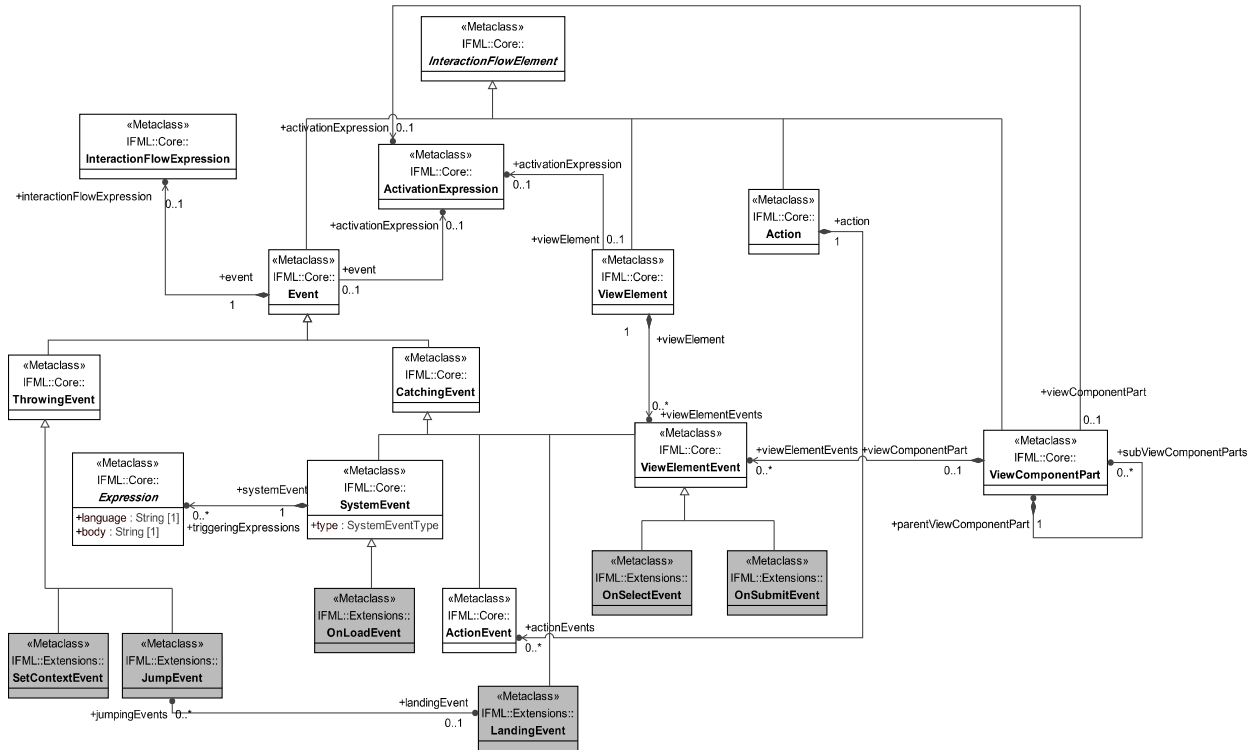 «Metaclass»
IFML::Core::
InteractionFlowElement
«Metaclass»
IFML::Core::
InteractionFlowExpression
+activationExpression 0..1
«Metaclass»
IFML::Core::
ActivationExpression
+activationExpression
0..1
+interactionFlowExpression
0..1
+activationExpression
0..1
«Metaclass»
IFML::Core::
Action
+action
1
+viewElement
0..1
«Metaclass»
IFML::Core::
Event
+event
1
+event
0..1
«Metaclass»
IFML::Core::
ViewElement
1
+viewElement
«Metaclass»
IFML::Core::
ThrowingEvent
«Metaclass»
IFML::Core::
CatchingEvent
0..*
+viewElementEvents
+viewComponentPart
0..1
«Metaclass»
IFML::Core::
ViewElementEvent
+viewElementEvents
0..*
+viewComponentPart
0..1
«Metaclass»
IFML::Core::
ViewComponentPart
+subViewComponentParts
0..*
+parentViewComponentPart
1
«Metaclass»
IFML::Core::
Expression
+language : String [1]
+body : String [1]
+systemEvent
1
0..*
+triggeringExpressions
«Metaclass»
IFML::Core::
SystemEvent
+type : SystemEventType
«Metaclass»
IFML::Extensions::
OnSelectEvent
«Metaclass»
IFML::Extensions::
OnSubmitEvent
«Metaclass»
IFML::Extensions::
OnLoadEvent
«Metaclass»
IFML::Core::
ActionEvent
+actionEvents
0..*
«Metaclass»
IFML::Extensions::
SetContextEvent
«Metaclass»
IFML::Extensions::
JumpEvent
+jumpingEvents
0..*
+landingEvent
0..1
«Metaclass»
IFML::Extensions::
LandingEvent